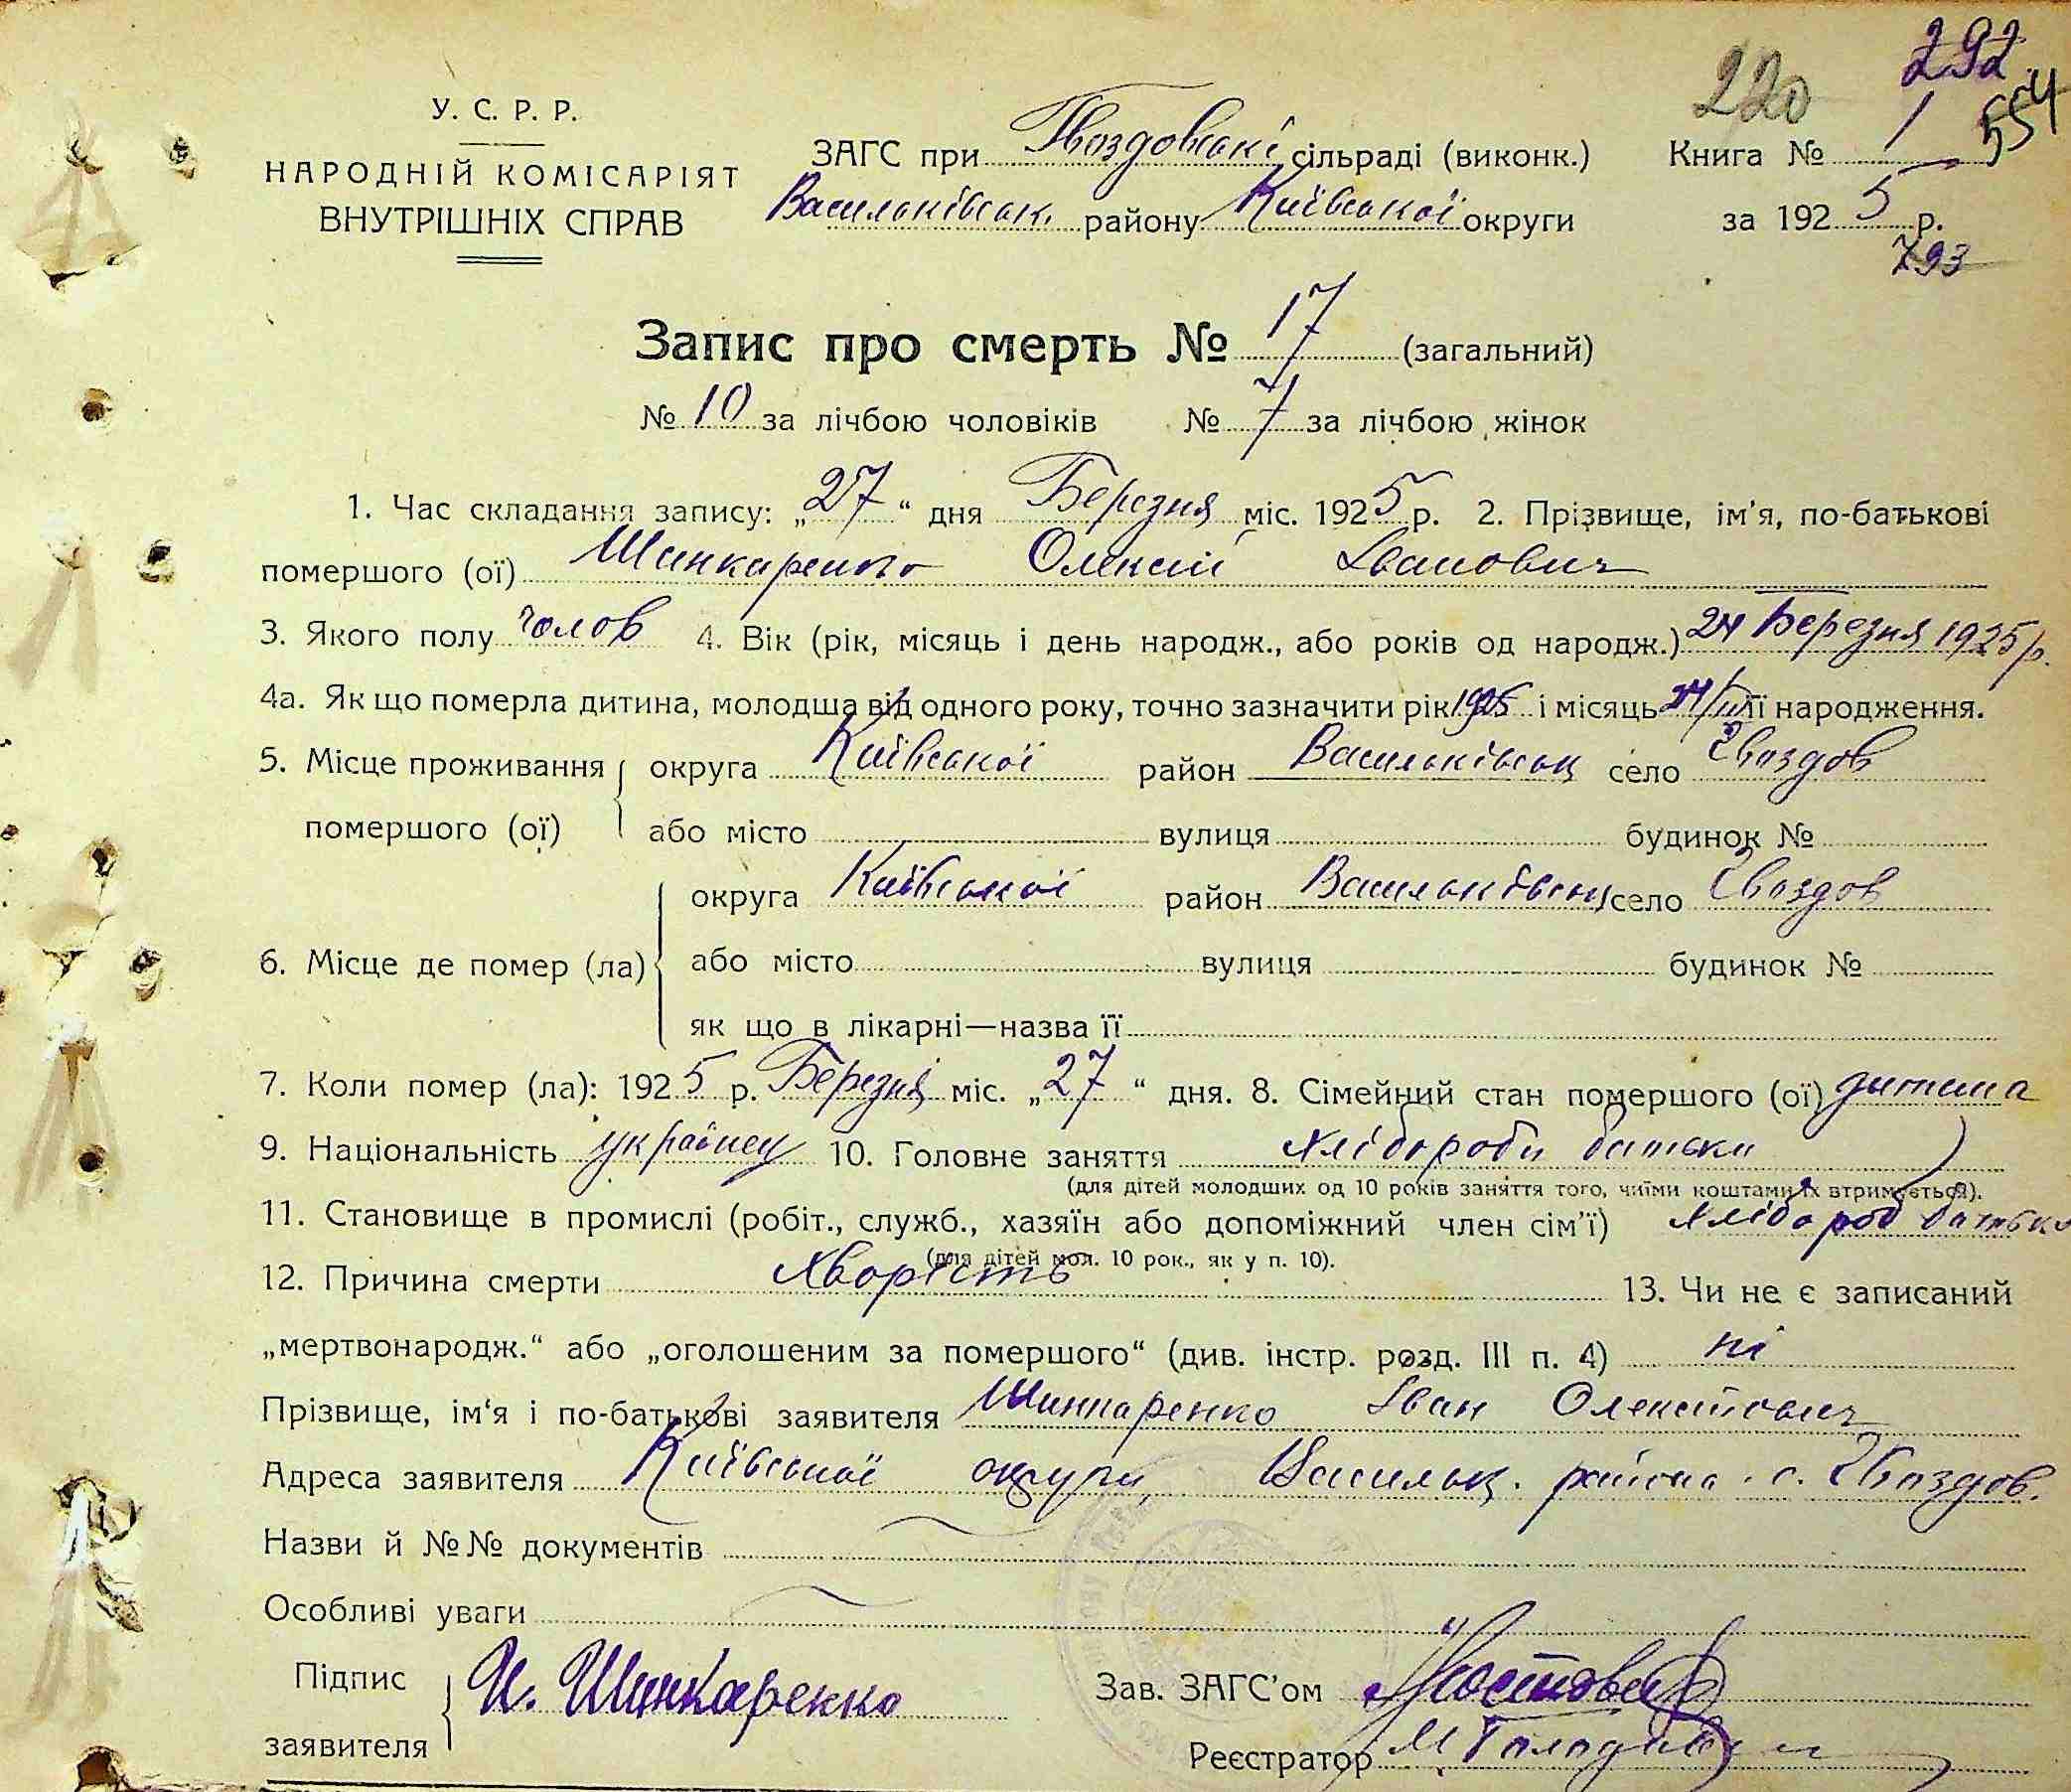 220 292
554
У. С. Р. Р.
НАРОДНІЙ КОМІСАРІЯТ
ВНУТРІШНІХ СПРАВ
ЗАГС при Гвоздовські сільраді (виконк.) Книга № 1
Васильківськ. району Київської округи за 1925 р.
793
Запис про смерть № 17 (загальний)
№ 10 за лічбою чоловіків № 7 за лічбою жінок
1. Час складання запису: „27“ дня Березня міс. 1925 р. 2. Прізвище, ім'я, по-батькові
помершого (ої) Шинкаренко Олексій Іванович
3. Якого полу чолов 4. Вік (рік, місяць і день народж., або років од народж.) 24 Березня 1925 р.
4а. Як що померла дитина, молодша від одного року, точно зазначити рік 1925 і місяць 24/III її народження.
5. Місце проживання округа Київської район Васильківськ село Гвоздов
помершого (ої) або місто вулиця будинок №
округа Київської район Васильківськ село Гвоздов
6. Місце де помер (ла) або місто вулиця будинок №
як що в лікарні—назва її
7. Коли помер (ла): 1925 р. Березня міс. „27“ дня. 8. Сімейний стан помершого (ої) дитина
9. Національність українец 10. Головне заняття хлібороби батьки
(для дітей молодших од 10 років заняття того, чиїми коштами їх втримується).
11. Становище в промислі (робіт., служб., хазяїн або допоміжний член сім'ї) хлібороб батько
(для дітей мол. 10 рок., як у п. 10).
12. Причина смерти хворість 13. Чи не є записаний
„мертвонародж.“ або „оголошеним за помершого“ (див. інстр. розд. III п. 4) ні
Прізвище, ім'я і по-батькові заявителя Шинкаренко Іван Олексійович
Адреса заявителя Київської округи, Васильк. района с. Гвоздов.
Назви й №№ документів
Особливі уваги
Підпис заявителя И. Шинкаренко
Зав. ЗАГС'ом
Реєстратор М.